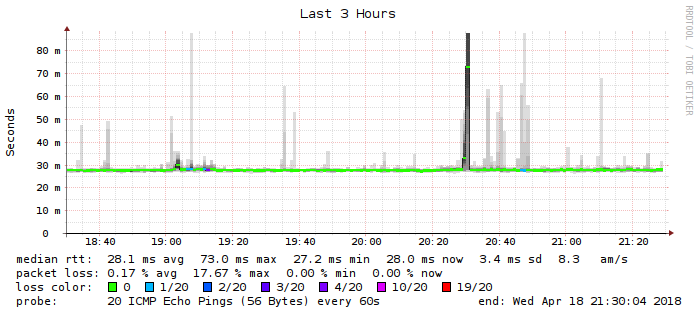 Last 3 Hours
RRDTOOL / TOBI OETIKER
Seconds
80 m
70 m
60 m
50 m
40 m
30 m
20 m
10 m
0
18:40 19:00 19:20 19:40 20:00 20:20 20:40 21:00 21:20
median rtt: 28.1 ms avg 73.0 ms max 27.2 ms min 28.0 ms now 3.4 ms sd 8.3 am/s
packet loss: 0.17 % avg 17.67 % max 0.00 % min 0.00 % now
loss color: 0 1/20 2/20 3/20 4/20 10/20 19/20
probe: 20 ICMP Echo Pings (56 Bytes) every 60s end: Wed Apr 18 21:30:04 2018